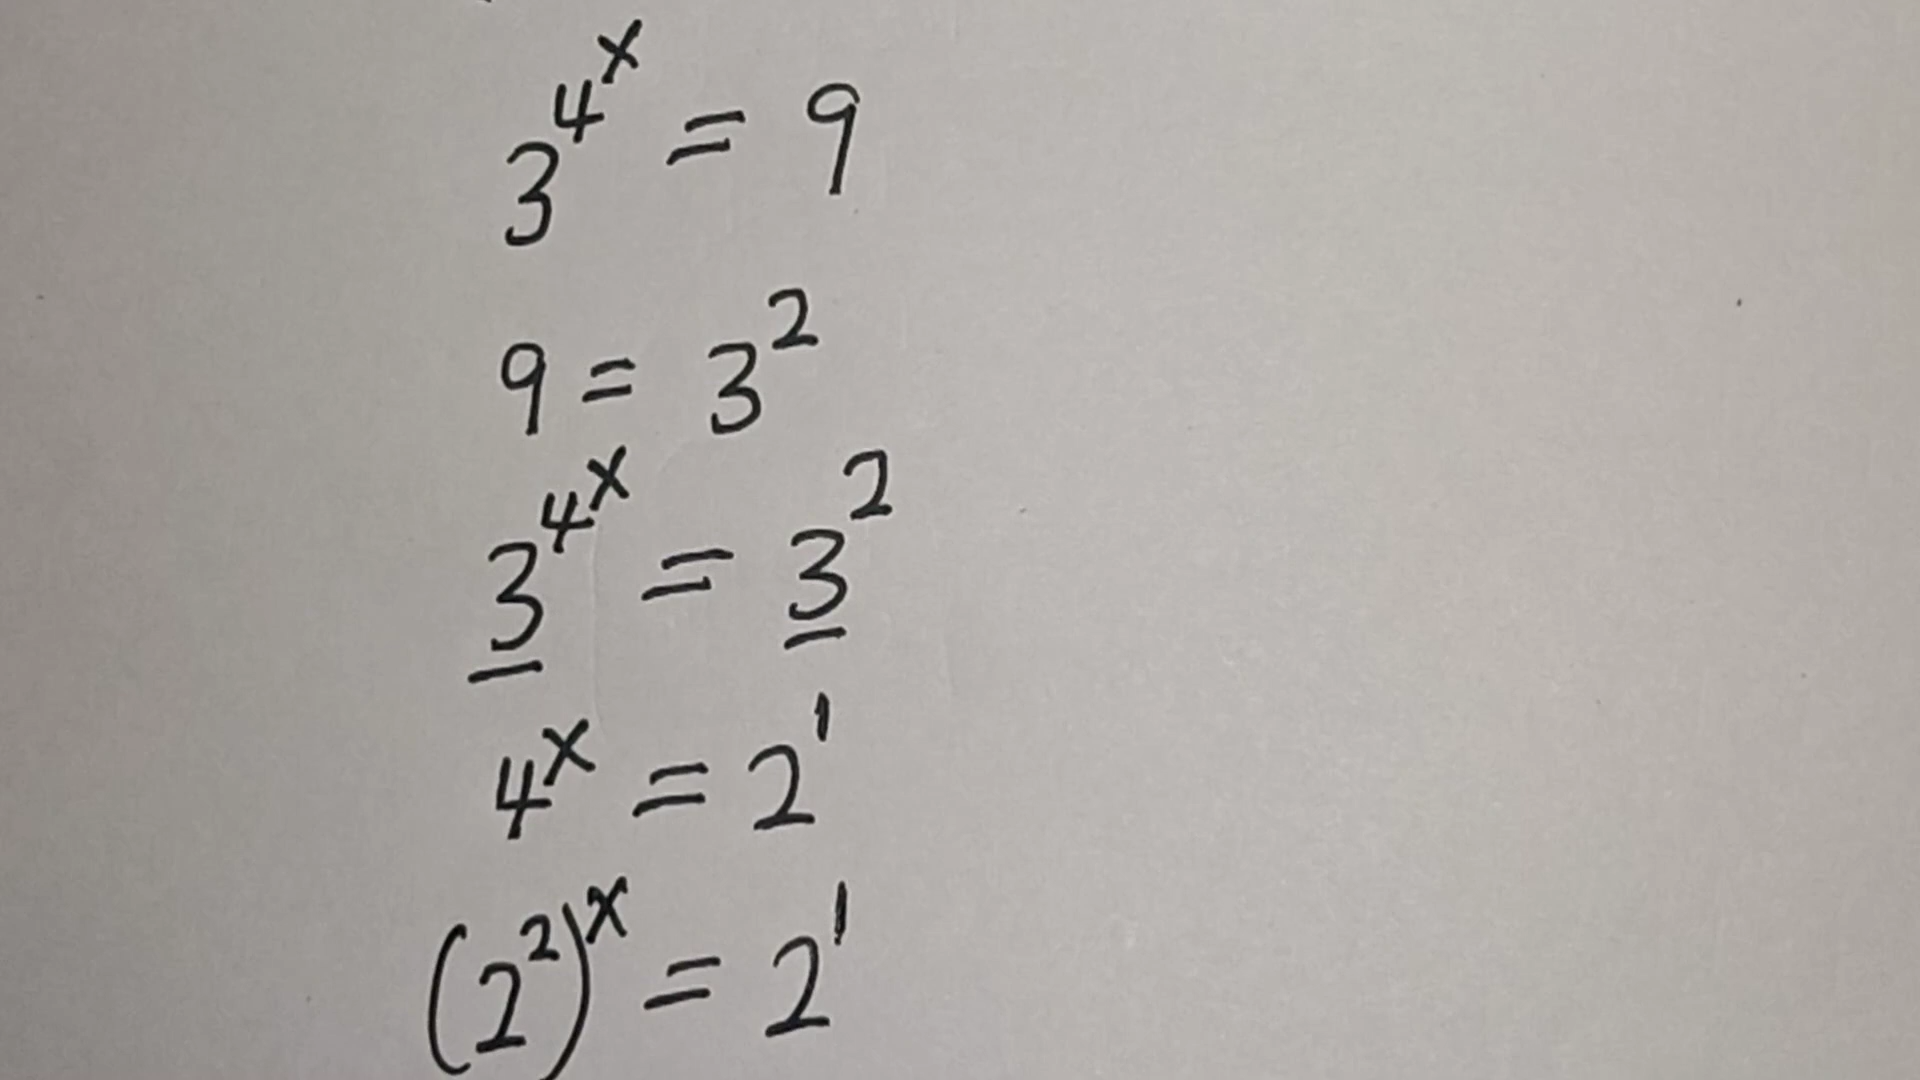 3^{4^x} = 9
9 = 3^2
3^{4^x} = 3^2
4^x = 2^1
(2^2)^x = 2^1